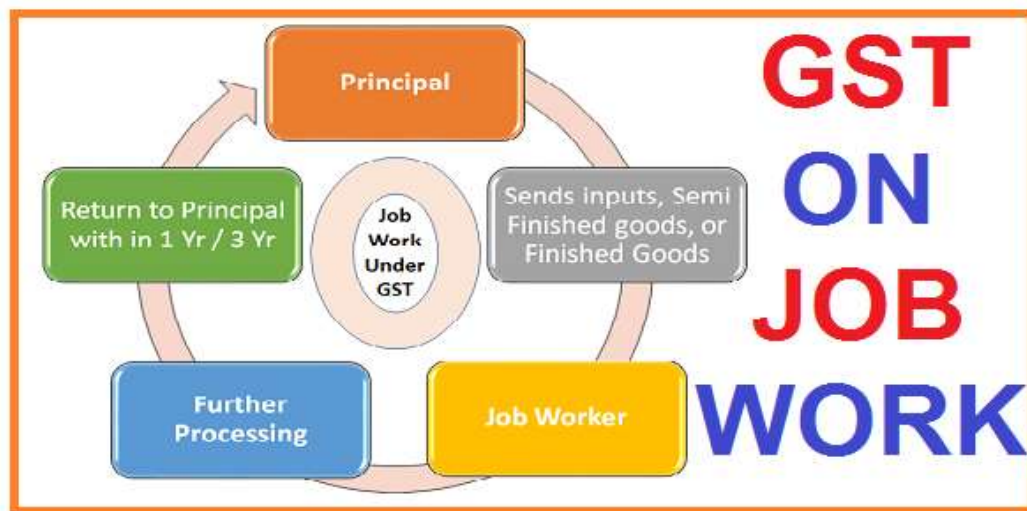 Principal
Sends inputs, Semi
Finished goods, or
Finished Goods
Job Worker
Further
Processing
Return to Principal
with in 1 Yr / 3 Yr
Job
Work
Under
GST
GST
ON
JOB
WORK